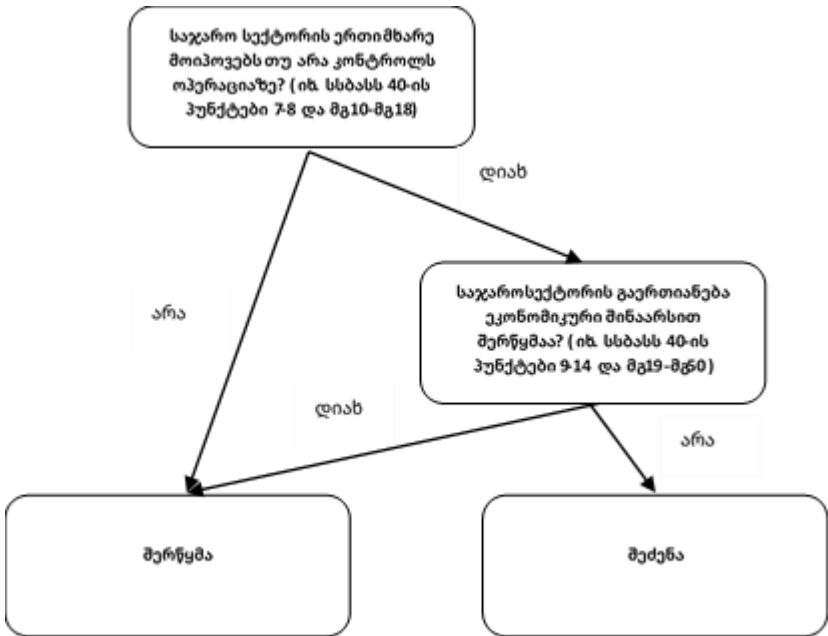 საჯარო სექტორის ერთი მხარე
მოიპოვებს თუ არა კონტროლს
ოპერაციაზე? ( იხ. სსბასს 40-ის
პუნქტები 7-8 და მგ10-მგ18)
დიახ
საჯაროსექტორის გაერთიანება
ეკონომიკური შინაარსით
შერწყმაა? ( იხ. სსბასს 40-ის
პუნქტები 9-14 და მგ19-მგ50 )
არა
დიახ
არა
შერწყმა
შეძენა